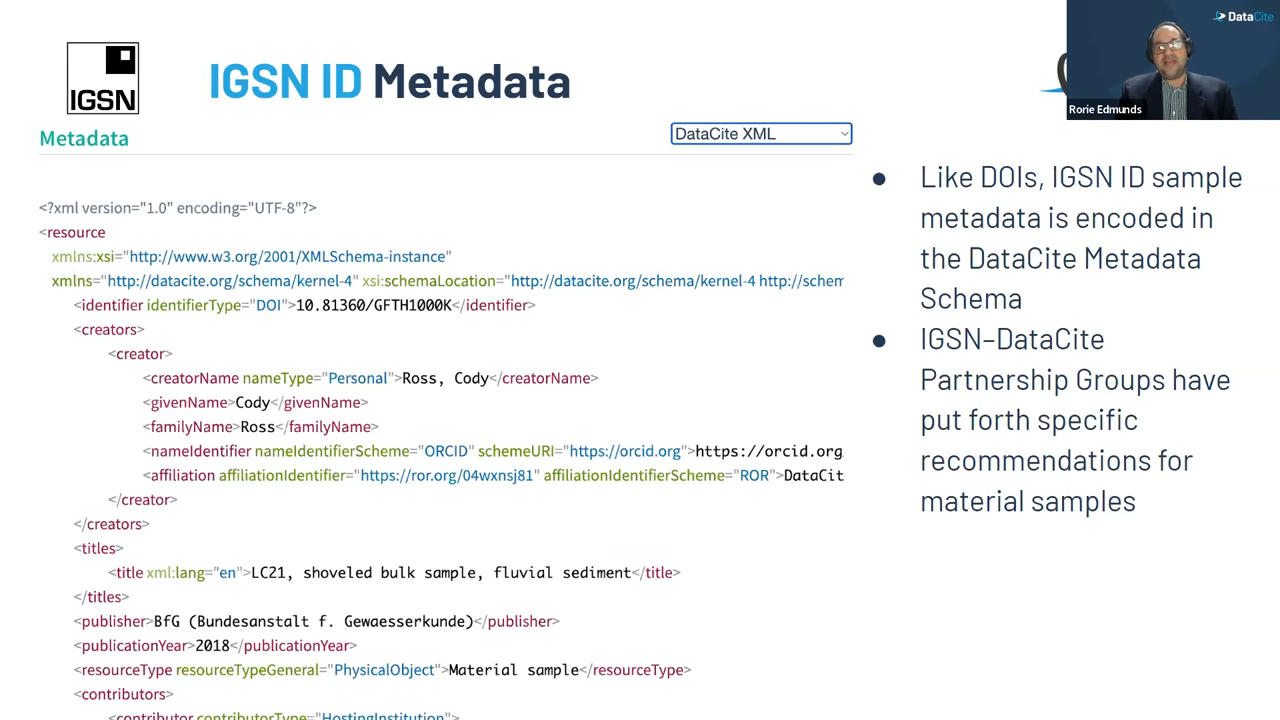 DataCite
Rorie Edmunds
IGSN
IGSN ID Metadata
Metadata
DataCite XML
<?xml version="1.0" encoding="UTF-8"?>
<resource
xmlns:xsi="http://www.w3.org/2001/XMLSchema-instance"
xmlns="http://datacite.org/schema/kernel-4" xsi:schemaLocation="http://datacite.org/schema/kernel-4 http://schem
<identifier identifierType="DOI">10.81360/GFTH1000K</identifier>
<creators>
<creator>
<creatorName nameType="Personal">Ross, Cody</creatorName>
<givenName>Cody</givenName>
<familyName>Ross</familyName>
<nameIdentifier nameIdentifierScheme="ORCID" schemeURI="https://orcid.org">https://orcid.org
<affiliation affiliationIdentifier="https://ror.org/04wxnsj81" affiliationIdentifierScheme="ROR">DataCit
</creator>
</creators>
<titles>
<title xml:lang="en">LC21, shoveled bulk sample, fluvial sediment</title>
</titles>
<publisher>BfG (Bundesanstalt f. Gewaesserkunde)</publisher>
<publicationYear>2018</publicationYear>
<resourceType resourceTypeGeneral="PhysicalObject">Material sample</resourceType>
<contributors>
<contributor contributorType="HostingInstitution">
● Like DOIs, IGSN ID sample
metadata is encoded in
the DataCite Metadata
Schema
● IGSN–DataCite
Partnership Groups have
put forth specific
recommendations for
material samples